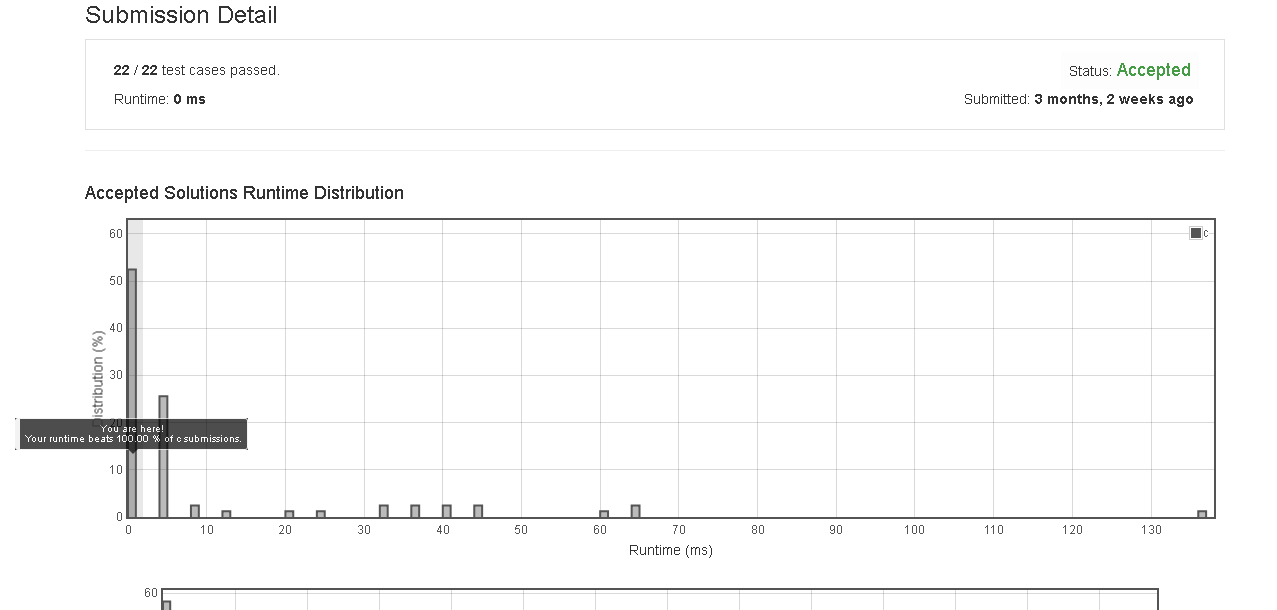 Submission Detail
22 / 22 test cases passed.
Status: Accepted
Runtime: 0 ms
Submitted: 3 months, 2 weeks ago
Accepted Solutions Runtime Distribution
60
c
50
40
30
20
10
0
Distribution (%)
You are here!
Your runtime beats 100.00 % of c submissions.
0 10 20 30 40 50 60 70 80 90 100 110 120 130
Runtime (ms)
60